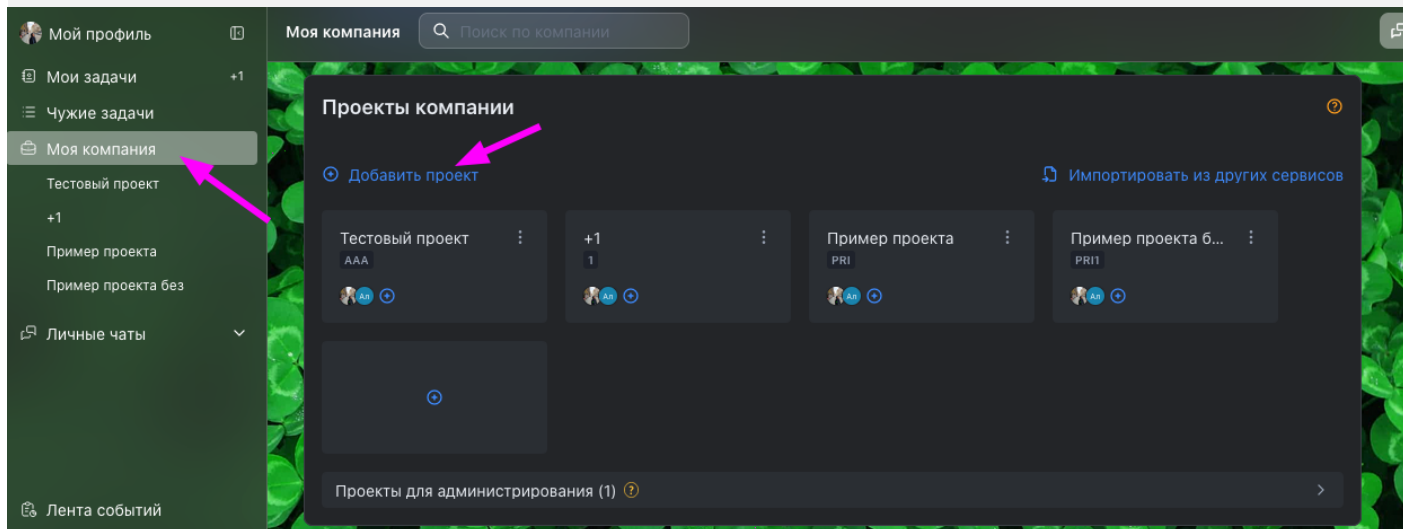 Мой профиль
Мои задачи +1
Чужие задачи
Моя компания
Тестовый проект
+1
Пример проекта
Пример проекта без
Личные чаты
Лента событий
Моя компания Поиск по компании
Проекты компании
Добавить проект Импортировать из других сервисов
Тестовый проект
AAA
Ал
+1
1
Ал
Пример проекта
PRI
Ал
Пример проекта б...
PRI1
Ал
Проекты для администрирования (1)